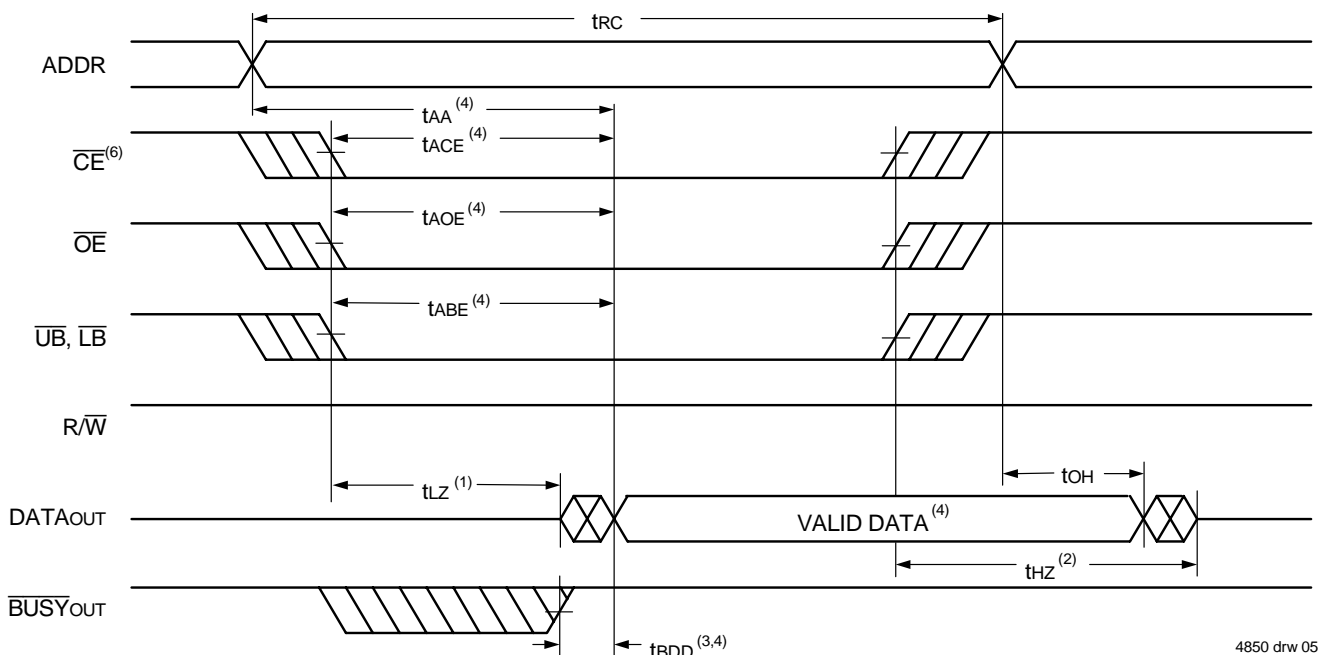 tRC
ADDR
tAA (4)
CE(6)
tACE (4)
OE
tAOE (4)
UB, LB
tABE (4)
R/W
tLZ (1)
tOH
DATAOUT
VALID DATA(4)
tHZ (2)
BUSYOUT
tBDD (3,4)
4850 drw 05